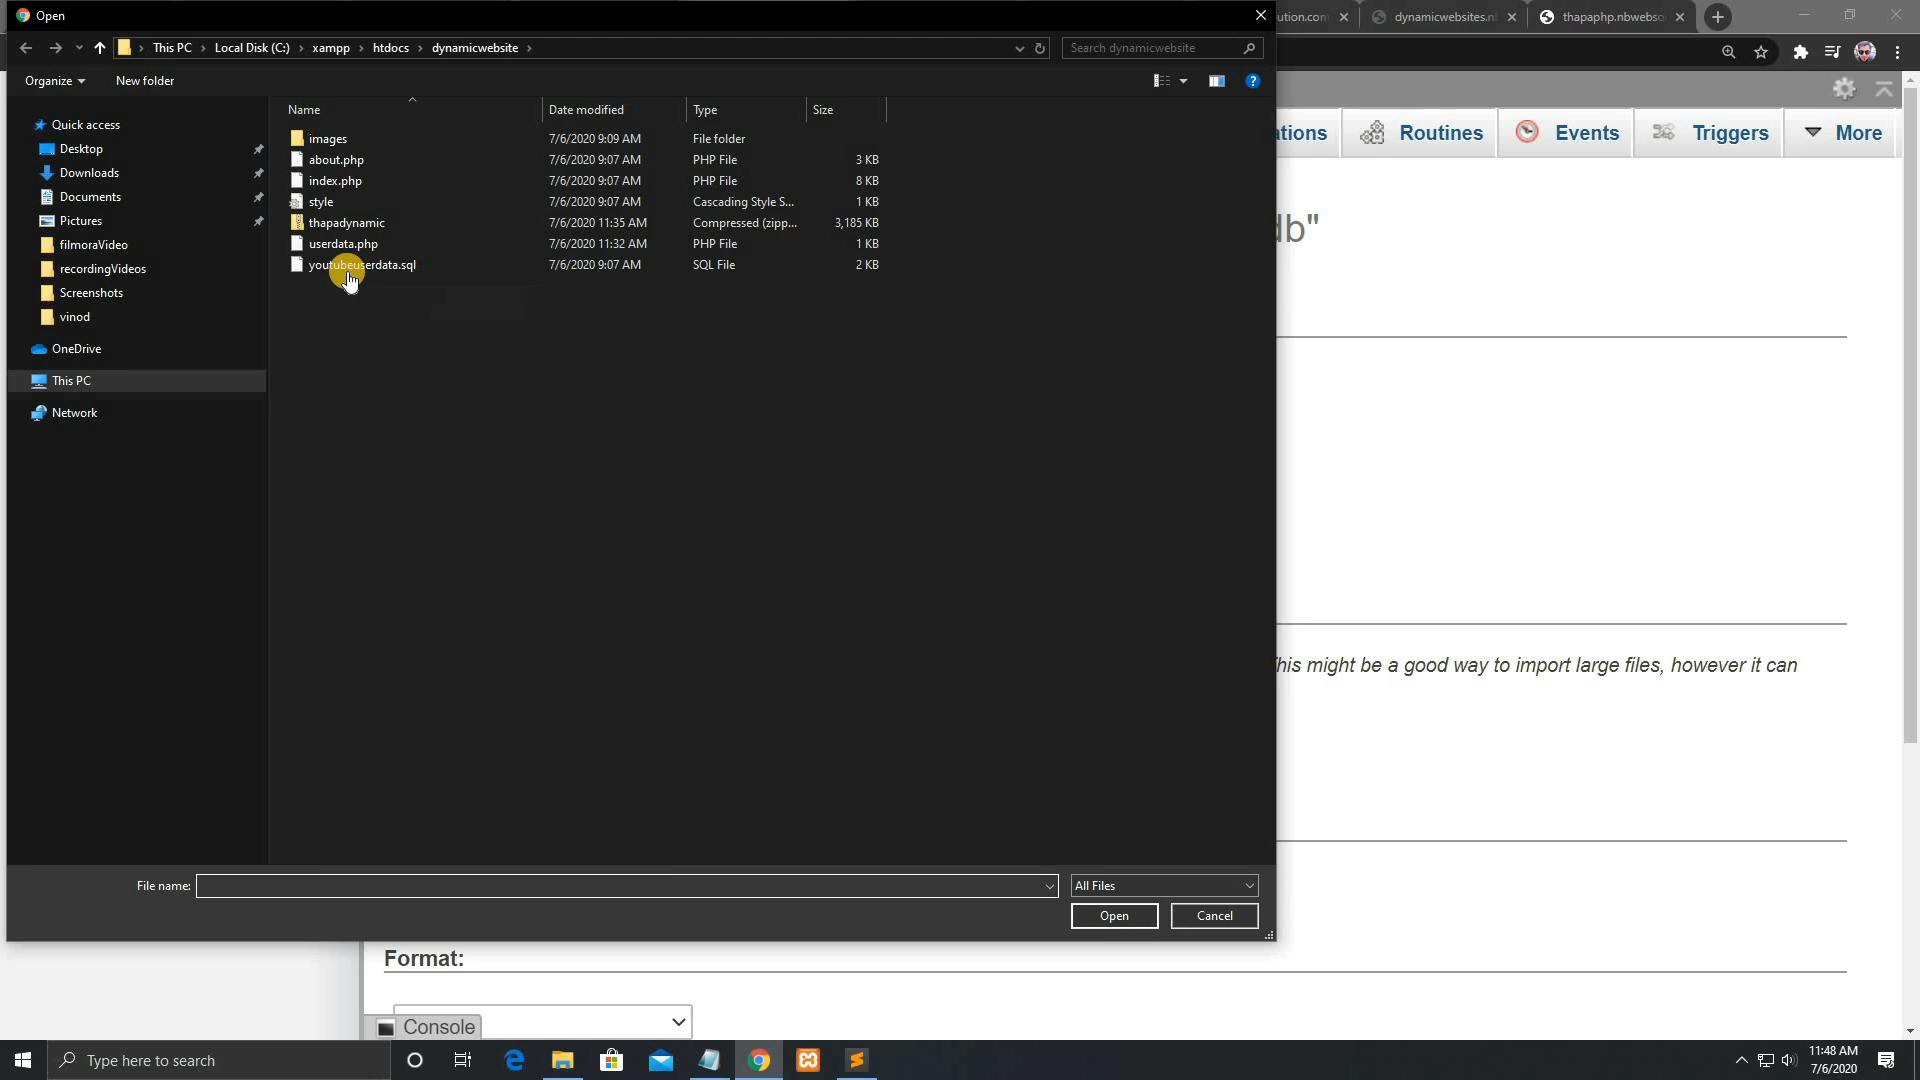 Open
ution.com
dynamicwebsites.n
thapaphp.nbwebso
This PC > Local Disk (C:) > xampp > htdocs > dynamicwebsite >
Search dynamicwebsite
Organize
New folder
Name
Date modified
Type
Size
Quick access
Desktop
Downloads
Documents
Pictures
filmoraVideo
recordingVideos
Screenshots
vinod
OneDrive
This PC
Network
images 7/6/2020 9:09 AM File folder
about.php 7/6/2020 9:07 AM PHP File 3 KB
index.php 7/6/2020 9:07 AM PHP File 8 KB
style 7/6/2020 9:07 AM Cascading Style S... 1 KB
thapadynamic 7/6/2020 11:35 AM Compressed (zipp... 3,185 KB
userdata.php 7/6/2020 11:32 AM PHP File 1 KB
youtubeuserdata.sql 7/6/2020 9:07 AM SQL File 2 KB
ations
Routines
Events
Triggers
More
db"
This might be a good way to import large files, however it can
File name:
All Files
Open
Cancel
Format:
Console
Type here to search
11:48 AM
7/6/2020